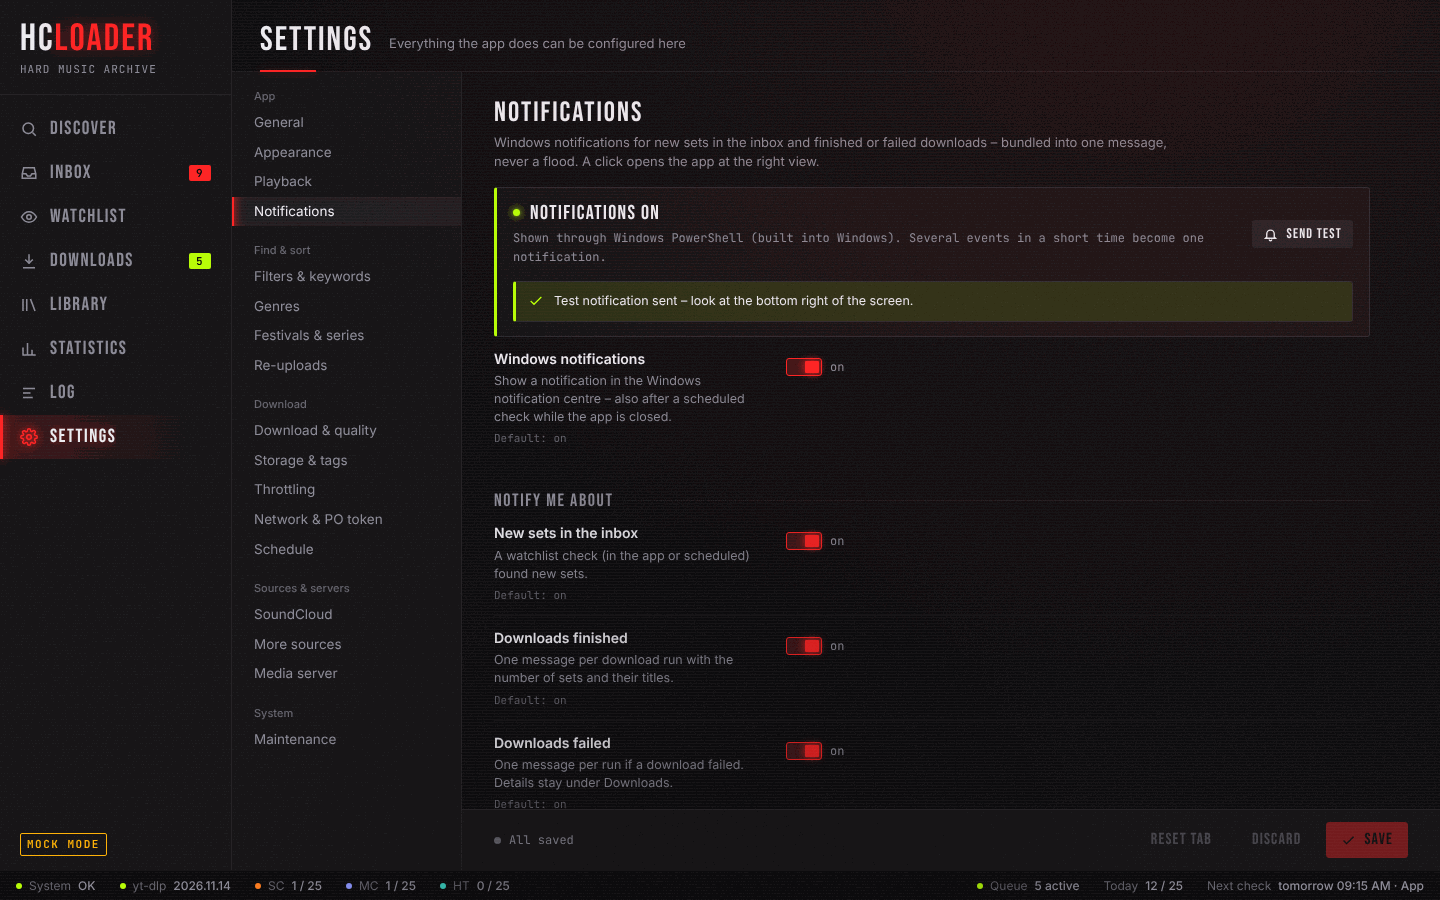 HCLOADER
HARD MUSIC ARCHIVE
DISCOVER
INBOX 9
WATCHLIST
DOWNLOADS 5
LIBRARY
STATISTICS
LOG
SETTINGS
MOCK MODE
SETTINGS Everything the app does can be configured here
App
General
Appearance
Playback
Notifications
Find & sort
Filters & keywords
Genres
Festivals & series
Re-uploads
Download
Download & quality
Storage & tags
Throttling
Network & PO token
Schedule
Sources & servers
SoundCloud
More sources
Media server
System
Maintenance
NOTIFICATIONS
Windows notifications for new sets in the inbox and finished or failed downloads – bundled into one message,
never a flood. A click opens the app at the right view.
NOTIFICATIONS ON
Shown through Windows PowerShell (built into Windows). Several events in a short time become one
notification.
SEND TEST
Test notification sent – look at the bottom right of the screen.
Windows notifications
on
Show a notification in the Windows
notification centre – also after a scheduled
check while the app is closed.
Default: on
NOTIFY ME ABOUT
New sets in the inbox
on
A watchlist check (in the app or scheduled)
found new sets.
Default: on
Downloads finished
on
One message per download run with the
number of sets and their titles.
Default: on
Downloads failed
on
One message per run if a download failed.
Details stay under Downloads.
Default: on
All saved
RESET TAB DISCARD SAVE
System OK yt-dlp 2026.11.14 SC 1 / 25 MC 1 / 25 HT 0 / 25 Queue 5 active Today 12 / 25 Next check tomorrow 09:15 AM · App